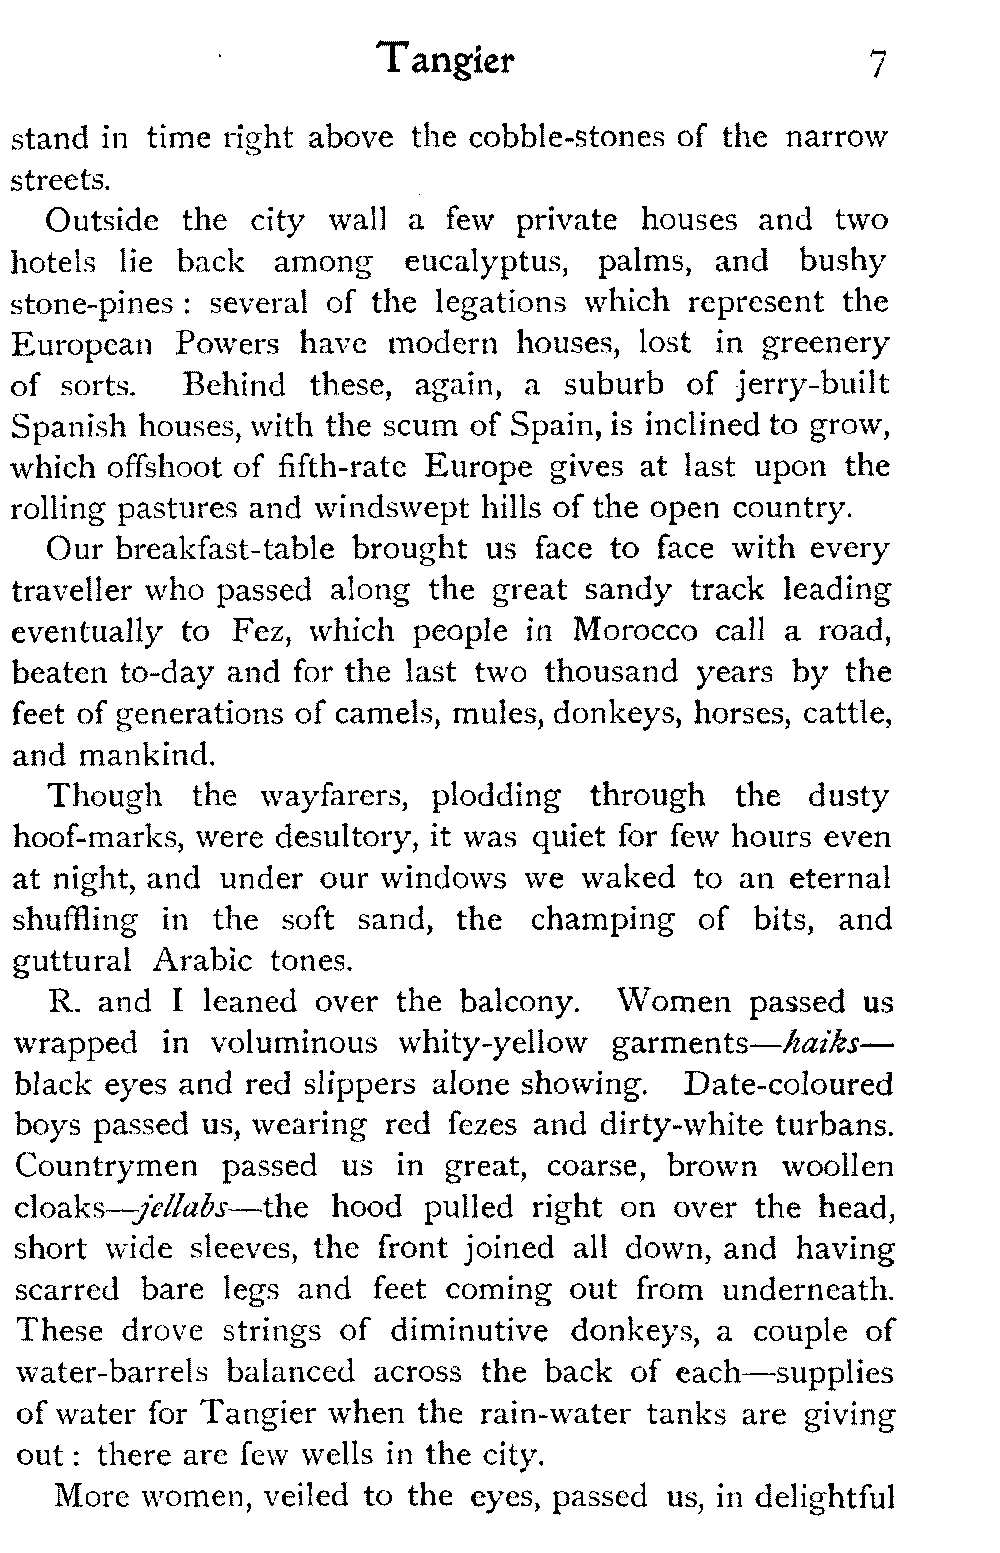 Tangier 7
stand in time right above the cobble-stones of the narrow
streets.
Outside the city wall a few private houses and two
hotels lie back among eucalyptus, palms, and bushy
stone-pines : several of the legations which represent the
European Powers have modern houses, lost in greenery
of sorts. Behind these, again, a suburb of jerry-built
Spanish houses, with the scum of Spain, is inclined to grow,
which offshoot of fifth-rate Europe gives at last upon the
rolling pastures and windswept hills of the open country.
Our breakfast-table brought us face to face with every
traveller who passed along the great sandy track leading
eventually to Fez, which people in Morocco call a road,
beaten to-day and for the last two thousand years by the
feet of generations of camels, mules, donkeys, horses, cattle,
and mankind.
Though the wayfarers, plodding through the dusty
hoof-marks, were desultory, it was quiet for few hours even
at night, and under our windows we waked to an eternal
shuffling in the soft sand, the champing of bits, and
guttural Arabic tones.
R. and I leaned over the balcony. Women passed us
wrapped in voluminous whity-yellow garments—haiks—
black eyes and red slippers alone showing. Date-coloured
boys passed us, wearing red fezes and dirty-white turbans.
Countrymen passed us in great, coarse, brown woollen
cloaks—jellabs—the hood pulled right on over the head,
short wide sleeves, the front joined all down, and having
scarred bare legs and feet coming out from underneath.
These drove strings of diminutive donkeys, a couple of
water-barrels balanced across the back of each—supplies
of water for Tangier when the rain-water tanks are giving
out : there are few wells in the city.
More women, veiled to the eyes, passed us, in delightful